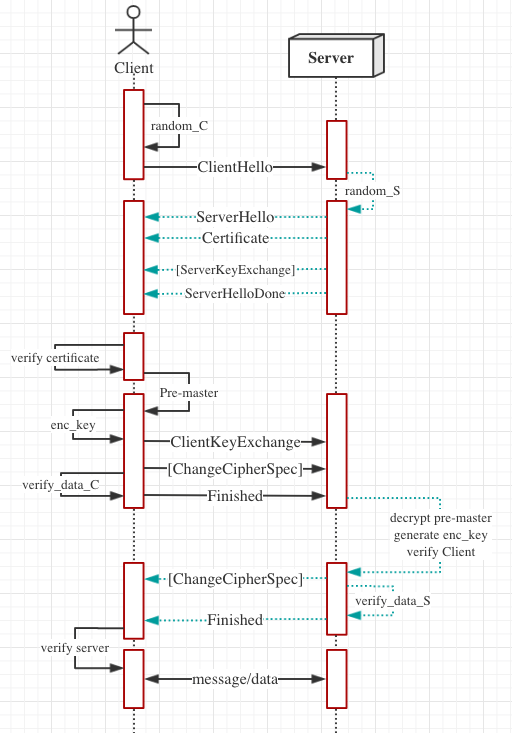 Client
Server
random_C
ClientHello
random_S
ServerHello
Certificate
[ServerKeyExchange]
ServerHelloDone
verify certificate
Pre-master
enc_key
ClientKeyExchange
[ChangeCipherSpec]
verify_data_C
Finished
decrypt pre-master
generate enc_key
verify Client
[ChangeCipherSpec]
verify_data_S
Finished
verify server
message/data